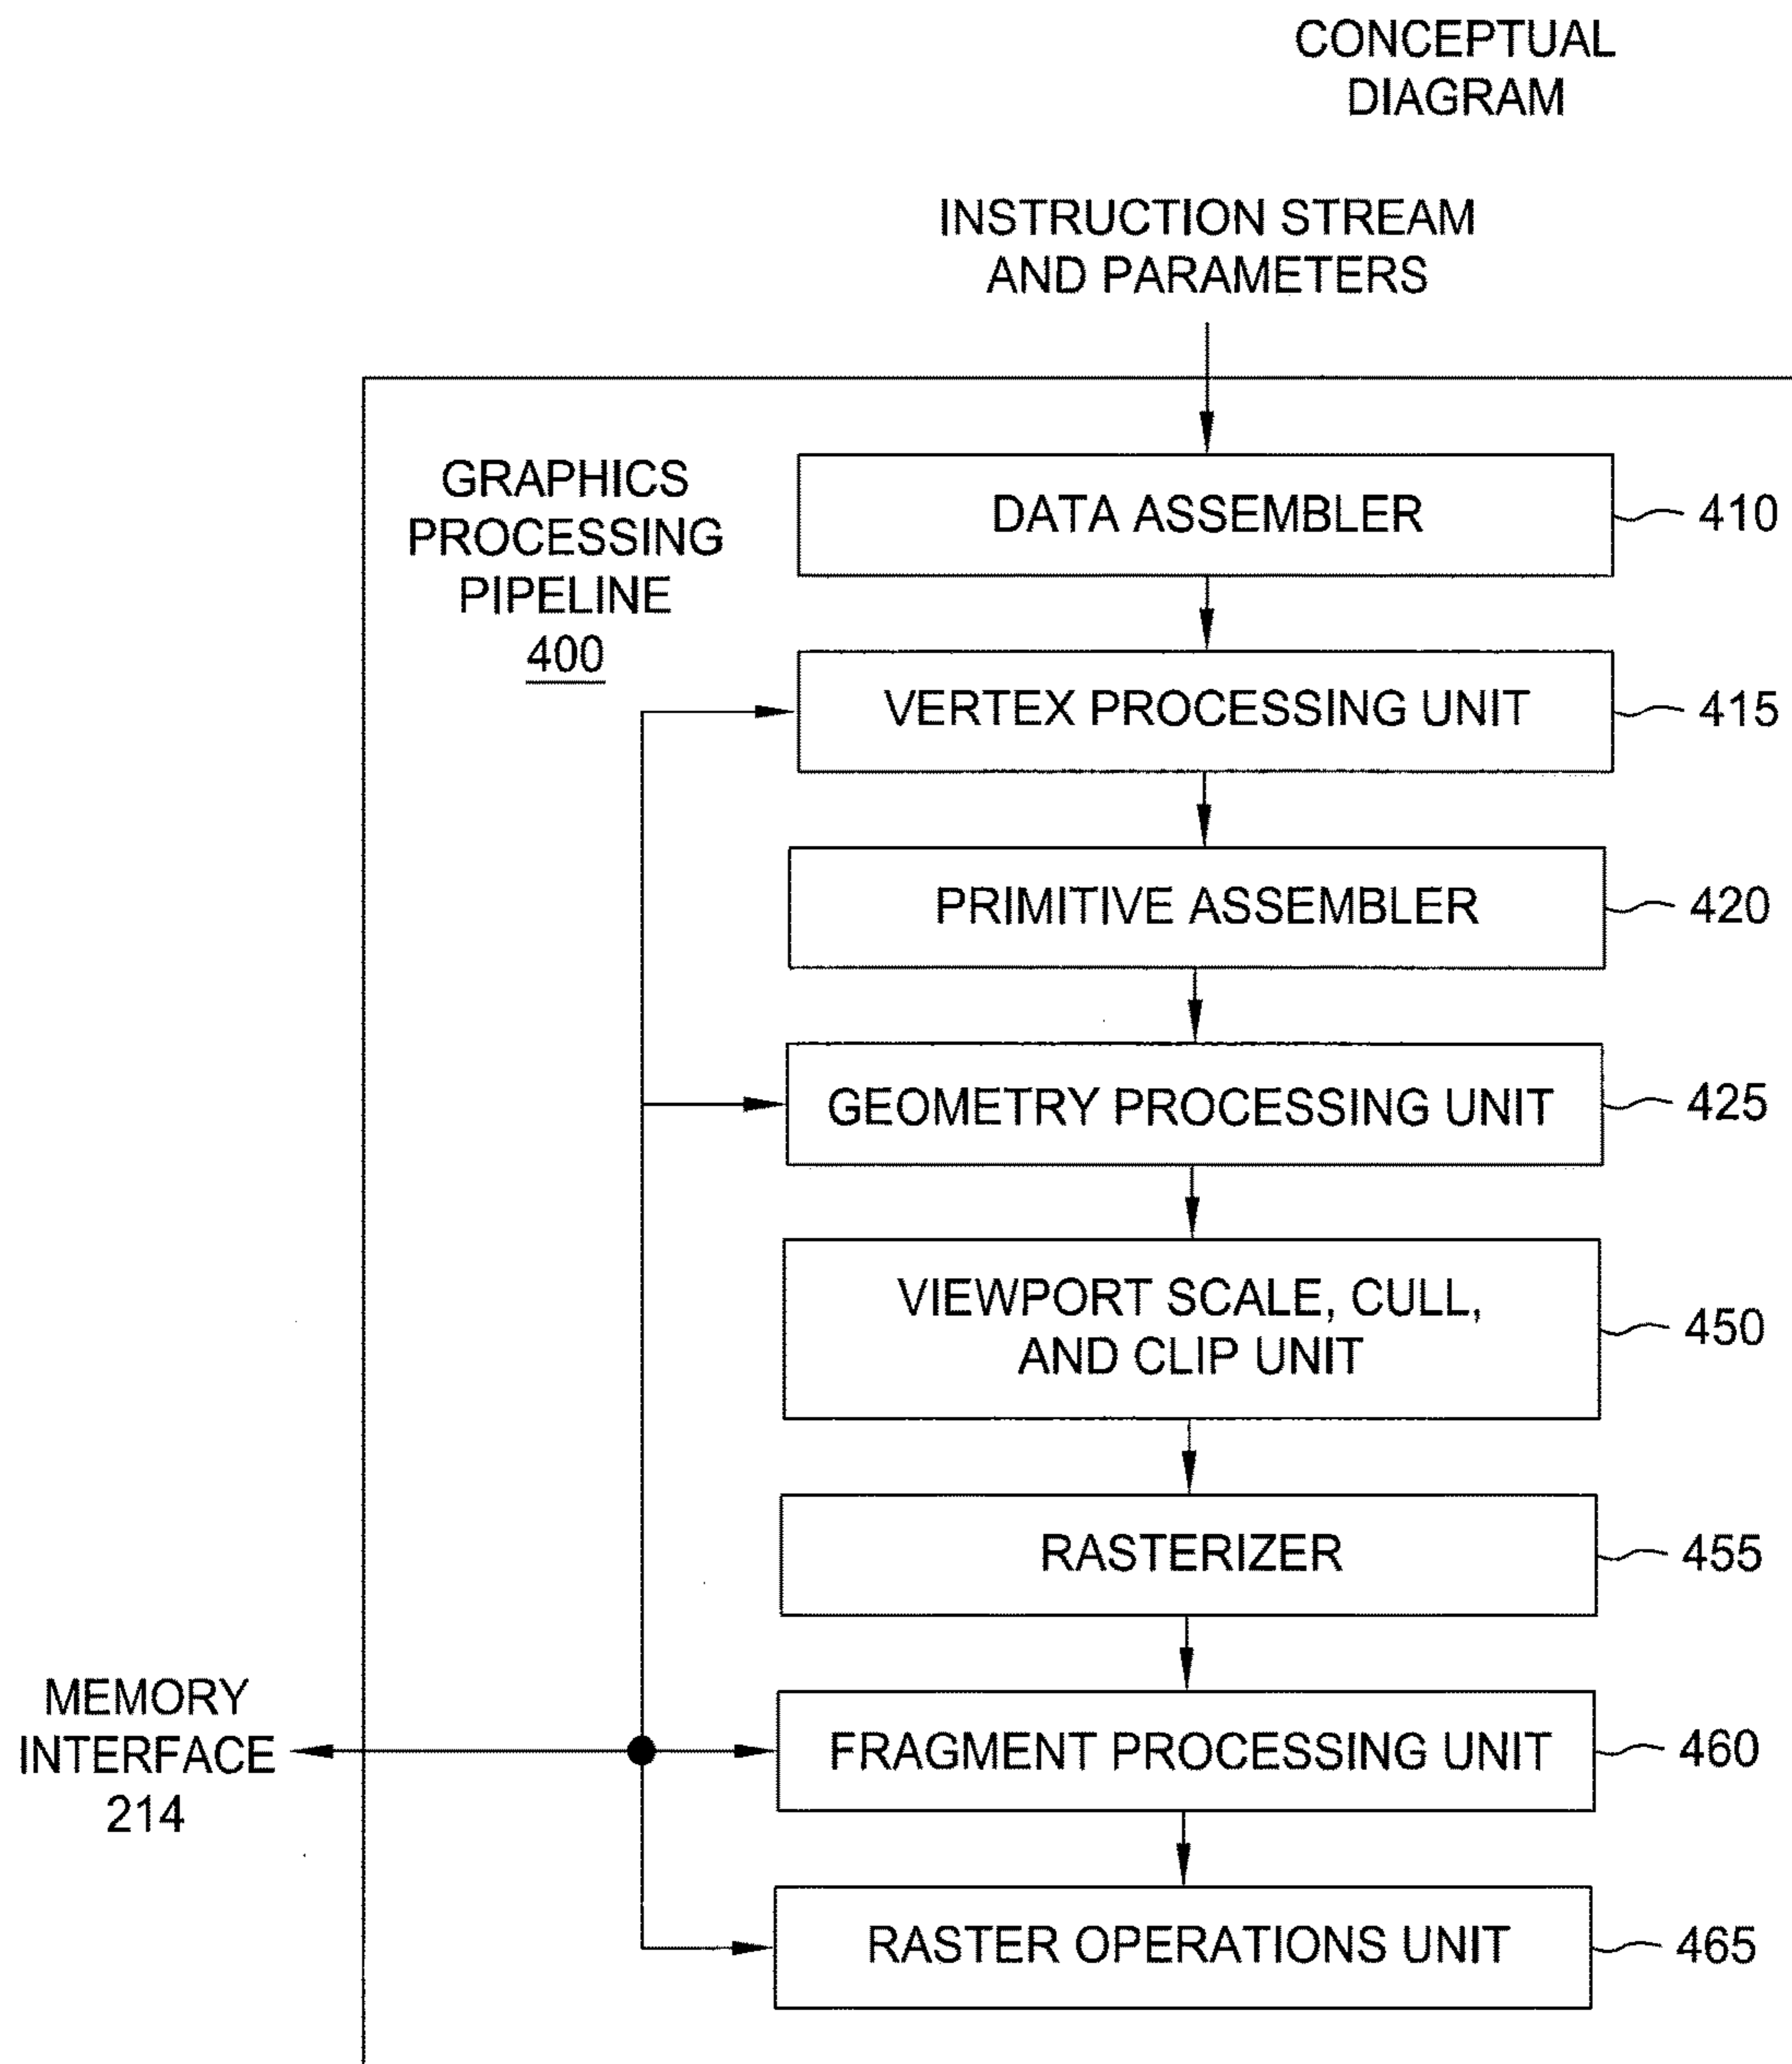 CONCEPTUAL
DIAGRAM
INSTRUCTION STREAM
AND PARAMETERS
GRAPHICS
PROCESSING
PIPELINE
400
DATA ASSEMBLER
410
VERTEX PROCESSING UNIT
415
PRIMITIVE ASSEMBLER
420
GEOMETRY PROCESSING UNIT
425
VIEWPORT SCALE, CULL,
AND CLIP UNIT
450
RASTERIZER
455
MEMORY
INTERFACE
214
FRAGMENT PROCESSING UNIT
460
RASTER OPERATIONS UNIT
465